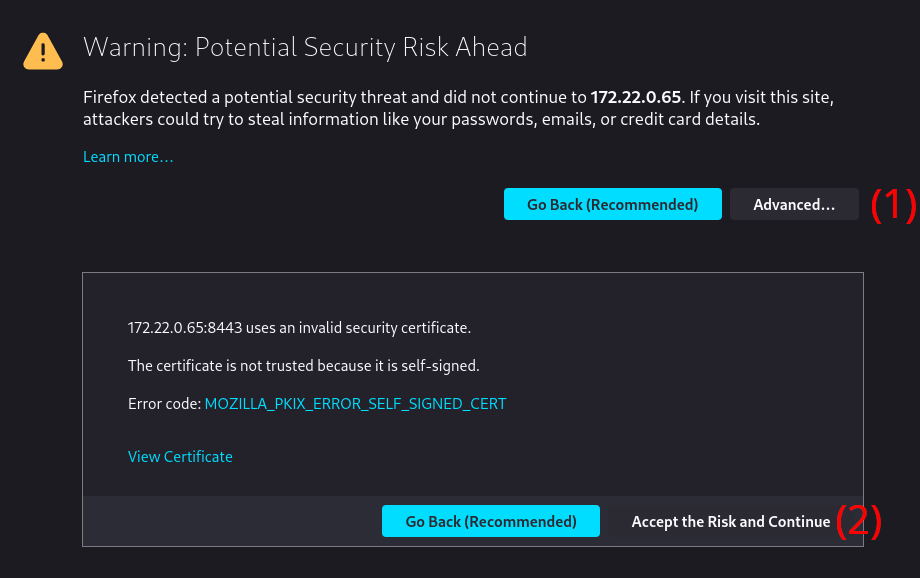 Warning: Potential Security Risk Ahead
Firefox detected a potential security threat and did not continue to 172.22.0.65. If you visit this site,
attackers could try to steal information like your passwords, emails, or credit card details.
Learn more…
Go Back (Recommended) Advanced… (1)
172.22.0.65:8443 uses an invalid security certificate.
The certificate is not trusted because it is self-signed.
Error code: MOZILLA_PKIX_ERROR_SELF_SIGNED_CERT
View Certificate
Go Back (Recommended) Accept the Risk and Continue (2)